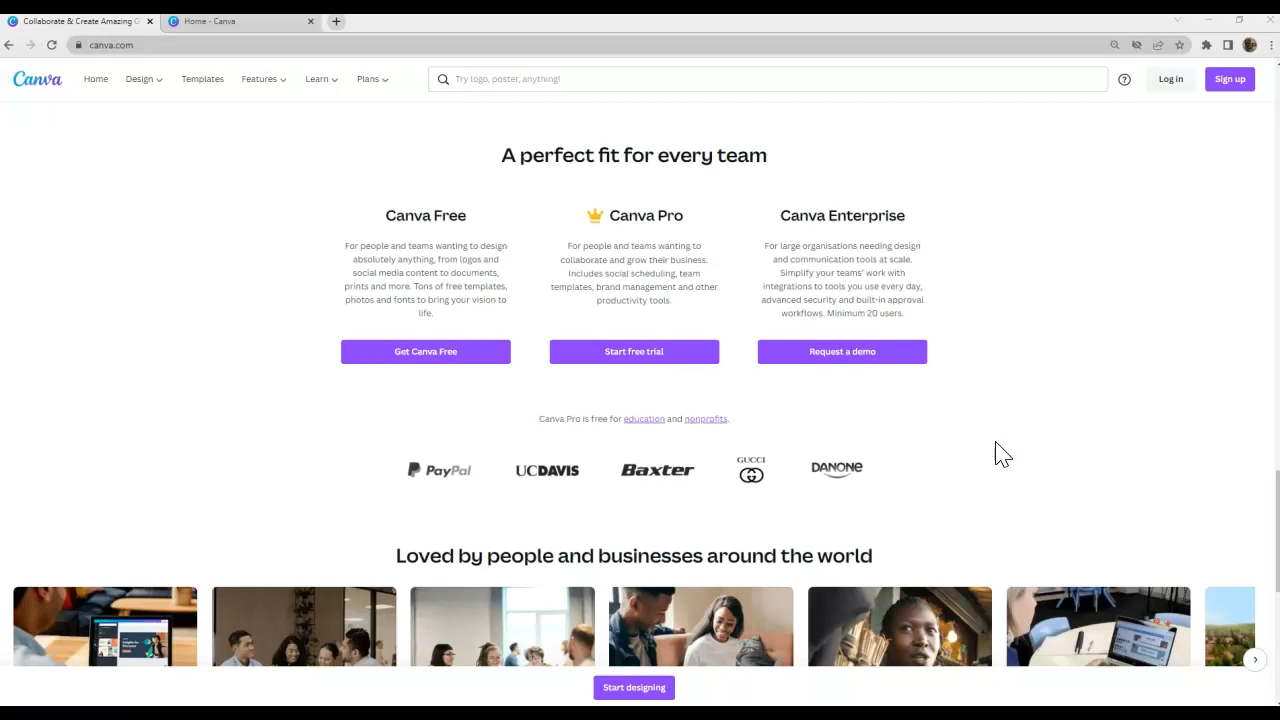 Collaborate & Create Amazing G
Home - Canva
canva.com
Canva
Home
Design
Templates
Features
Learn
Plans
Try logo, poster, anything!
Log in
Sign up
A perfect fit for every team
Canva Free
For people and teams wanting to design
absolutely anything, from logos and
social media content to documents,
prints and more. Tons of free templates,
photos and fonts to bring your vision to
life.
Get Canva Free
Canva Pro
For people and teams wanting to
collaborate and grow their business.
Includes social scheduling, team
templates, brand management and other
productivity tools.
Start free trial
Canva Enterprise
For large organisations needing design
and communication tools at scale.
Simplify your teams' work with
integrations to tools you use every day,
advanced security and built-in approval
workflows. Minimum 20 users.
Request a demo
Canva Pro is free for education and nonprofits.
PayPal
UCDAVIS
Baxter
GUCCI
DANONE
Loved by people and businesses around the world
Start designing